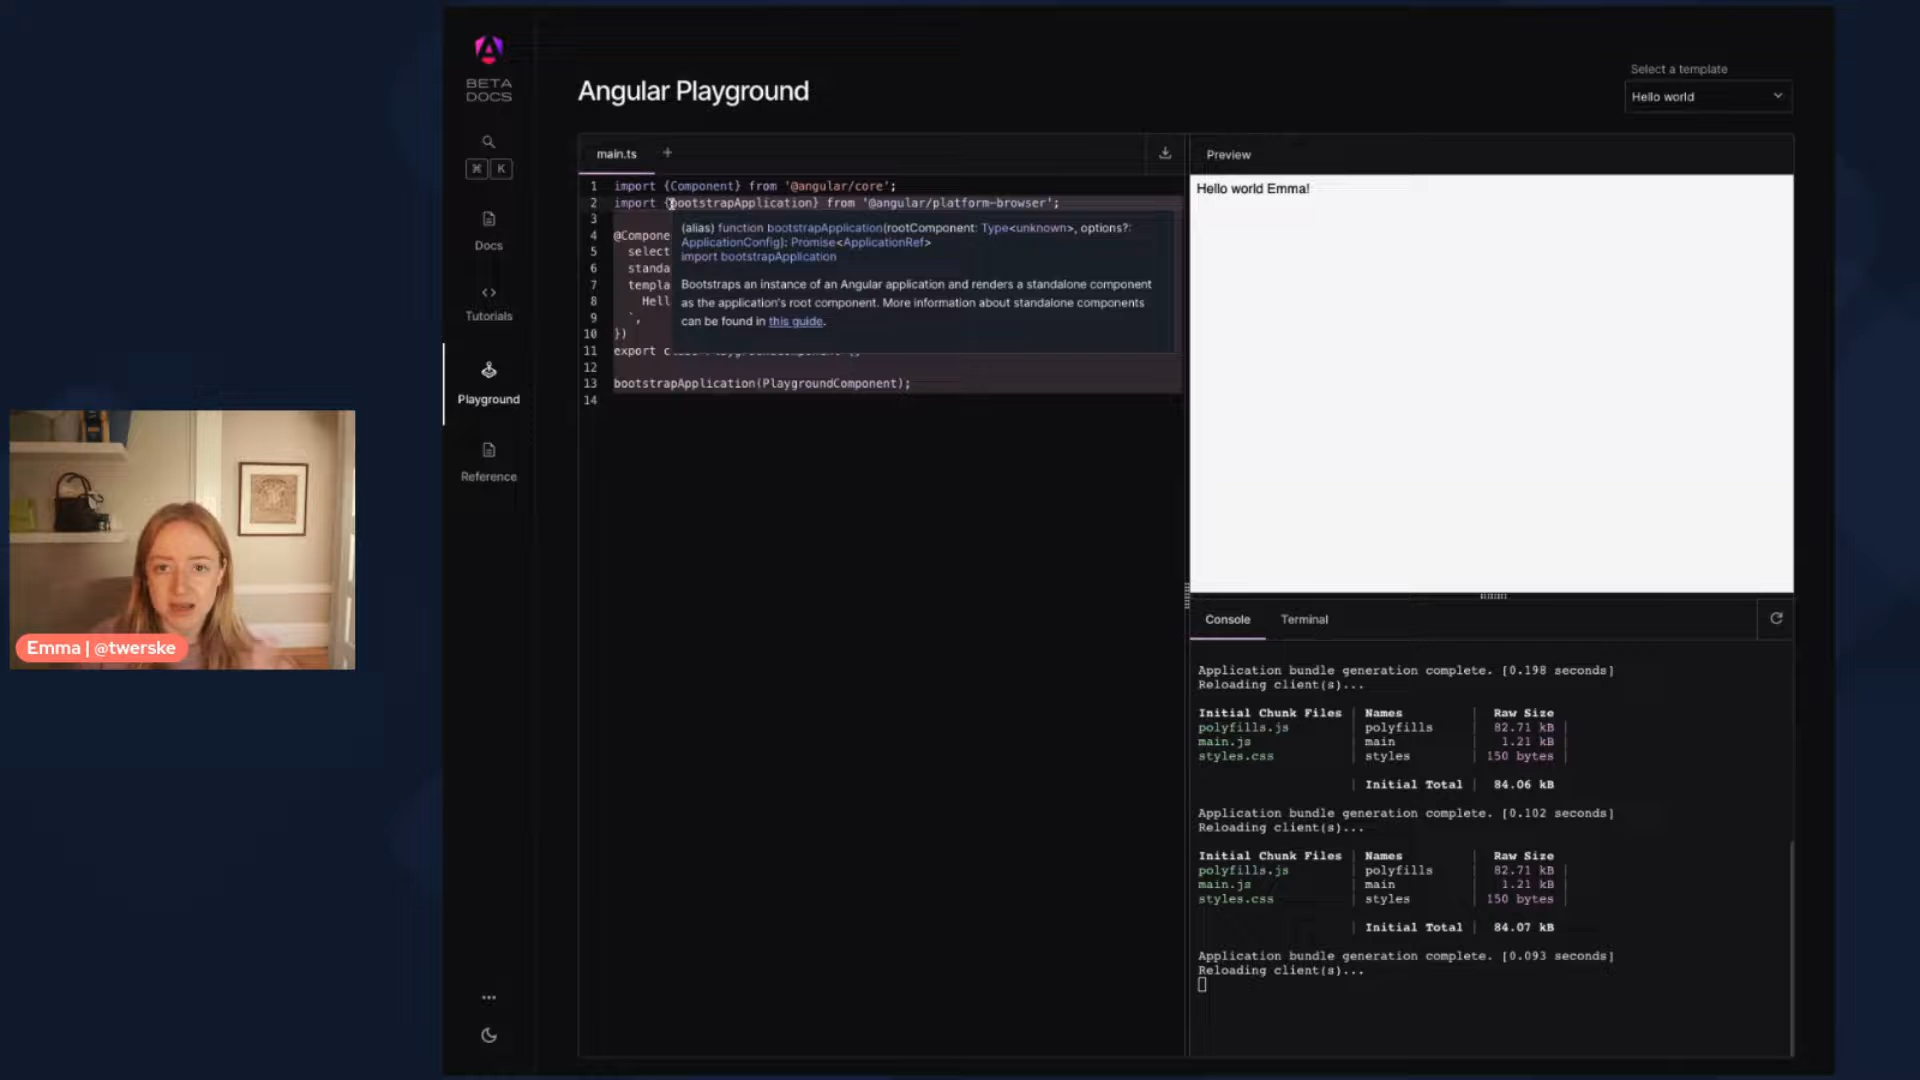 BETA
DOCS
⌘ K
Docs
Tutorials
Playground
Reference
Angular Playground
Select a template
Hello world
main.ts +
1 import {Component} from '@angular/core';
2 import {bootstrapApplication} from '@angular/platform-browser';
3
4 @Compone
5 select
6 standa
7 templa
8 Hell
9 `,
10 })
11 export c
12
13 bootstrapApplication(PlaygroundComponent);
14
(alias) function bootstrapApplication(rootComponent: Type<unknown>, options?:
ApplicationConfig): Promise<ApplicationRef>
import bootstrapApplication
Bootstraps an instance of an Angular application and renders a standalone component
as the application's root component. More information about standalone components
can be found in this guide.
Preview
Hello world Emma!
Console Terminal
Application bundle generation complete. [0.198 seconds]
Reloading client(s)...
Initial Chunk Files | Names | Raw Size
polyfills.js | polyfills | 82.71 kB |
main.js | main | 1.21 kB |
styles.css | styles | 150 bytes |
| Initial Total | 84.06 kB
Application bundle generation complete. [0.102 seconds]
Reloading client(s)...
Initial Chunk Files | Names | Raw Size
polyfills.js | polyfills | 82.71 kB |
main.js | main | 1.21 kB |
styles.css | styles | 150 bytes |
| Initial Total | 84.07 kB
Application bundle generation complete. [0.093 seconds]
Reloading client(s)...
Emma | @twerske